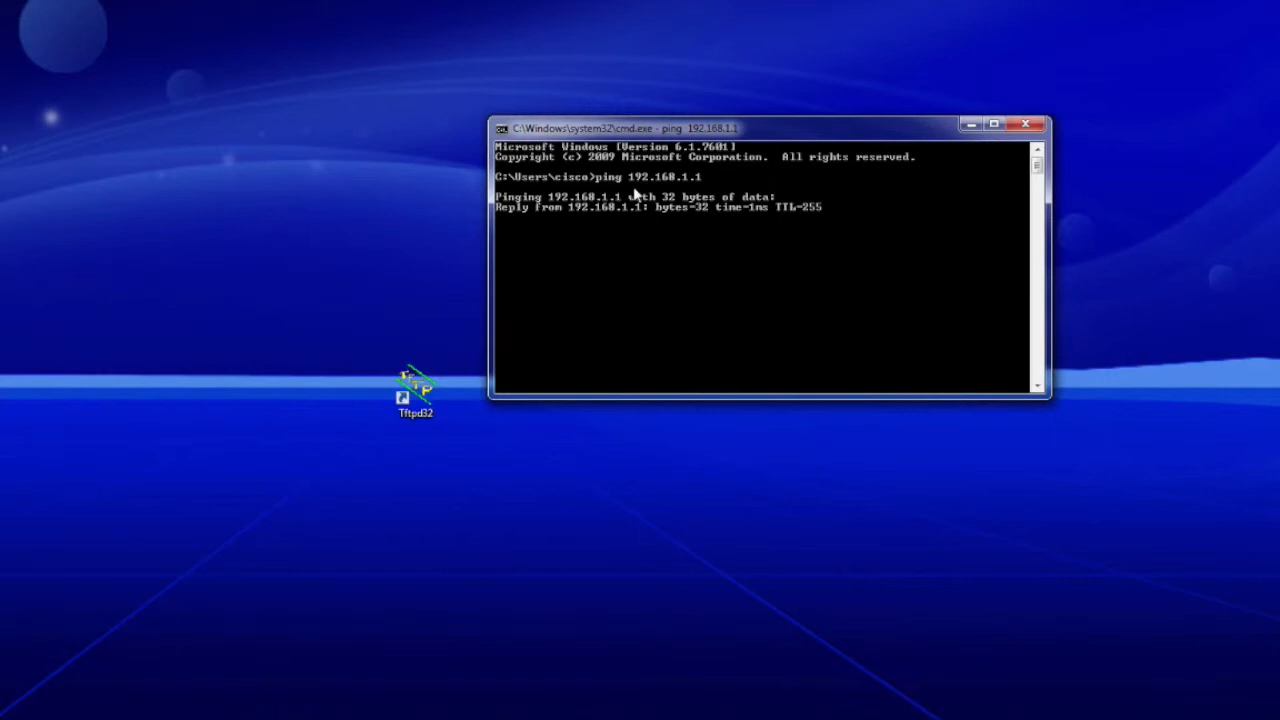 C:\Windows\system32\cmd.exe - ping 192.168.1.1
Microsoft Windows [Version 6.1.7601]
Copyright (c) 2009 Microsoft Corporation. All rights reserved.
C:\Users\cisco>ping 192.168.1.1
Pinging 192.168.1.1 with 32 bytes of data:
Reply from 192.168.1.1: bytes=32 time=1ms TTL=255
TFTP
Tftpd32